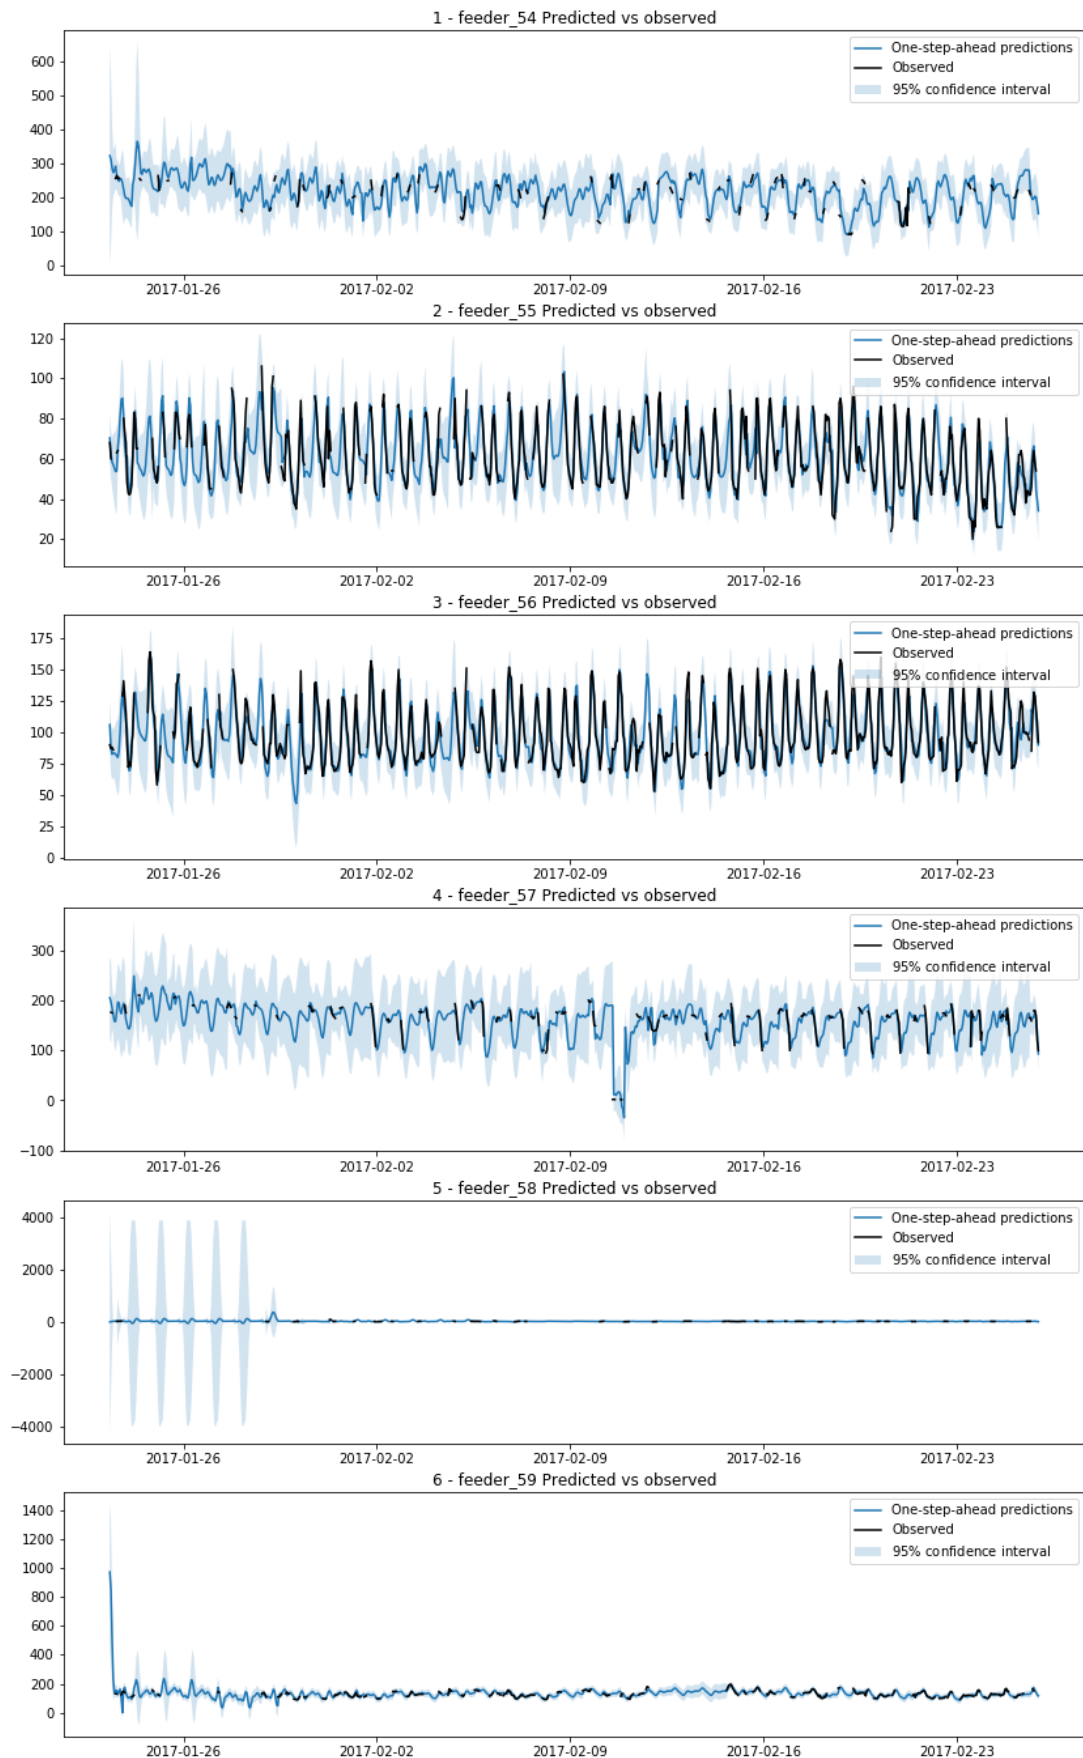 1 - feeder_54 Predicted vs observed
600
500
400
300
200
100
0
One-step-ahead predictions
Observed
95% confidence interval
2017-01-26 2017-02-02 2017-02-09 2017-02-16 2017-02-23
2 - feeder_55 Predicted vs observed
120
100
80
60
40
20
One-step-ahead predictions
Observed
95% confidence interval
2017-01-26 2017-02-02 2017-02-09 2017-02-16 2017-02-23
3 - feeder_56 Predicted vs observed
175
150
125
100
75
50
25
0
One-step-ahead predictions
Observed
95% confidence interval
2017-01-26 2017-02-02 2017-02-09 2017-02-16 2017-02-23
4 - feeder_57 Predicted vs observed
300
200
100
0
−100
One-step-ahead predictions
Observed
95% confidence interval
2017-01-26 2017-02-02 2017-02-09 2017-02-16 2017-02-23
5 - feeder_58 Predicted vs observed
4000
2000
0
−2000
−4000
One-step-ahead predictions
Observed
95% confidence interval
2017-01-26 2017-02-02 2017-02-09 2017-02-16 2017-02-23
6 - feeder_59 Predicted vs observed
1400
1200
1000
800
600
400
200
0
One-step-ahead predictions
Observed
95% confidence interval
2017-01-26 2017-02-02 2017-02-09 2017-02-16 2017-02-23